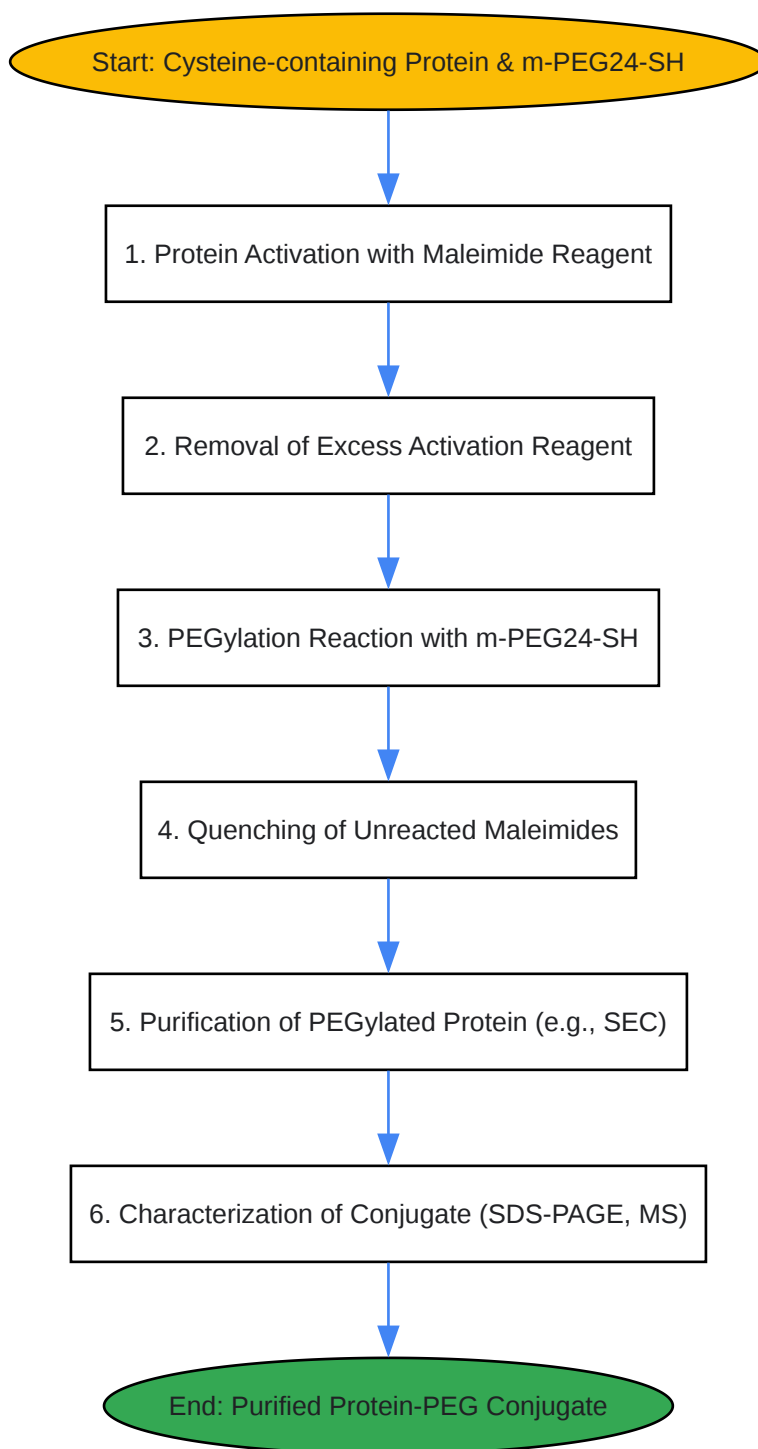 Start: Cysteine-containing Protein & m-PEG24-SH
1. Protein Activation with Maleimide Reagent
2. Removal of Excess Activation Reagent
3. PEGylation Reaction with m-PEG24-SH
4. Quenching of Unreacted Maleimides
5. Purification of PEGylated Protein (e.g., SEC)
6. Characterization of Conjugate (SDS-PAGE, MS)
End: Purified Protein-PEG Conjugate